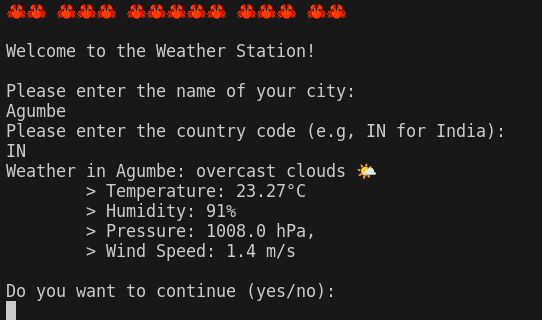 🦀🦀 🦀🦀🦀 🦀🦀🦀🦀🦀 🦀🦀🦀 🦀🦀
Welcome to the Weather Station!
Please enter the name of your city:
Agumbe
Please enter the country code (e.g, IN for India):
IN
Weather in Agumbe: overcast clouds 🌤️
> Temperature: 23.27°C
> Humidity: 91%
> Pressure: 1008.0 hPa,
> Wind Speed: 1.4 m/s
Do you want to continue (yes/no):